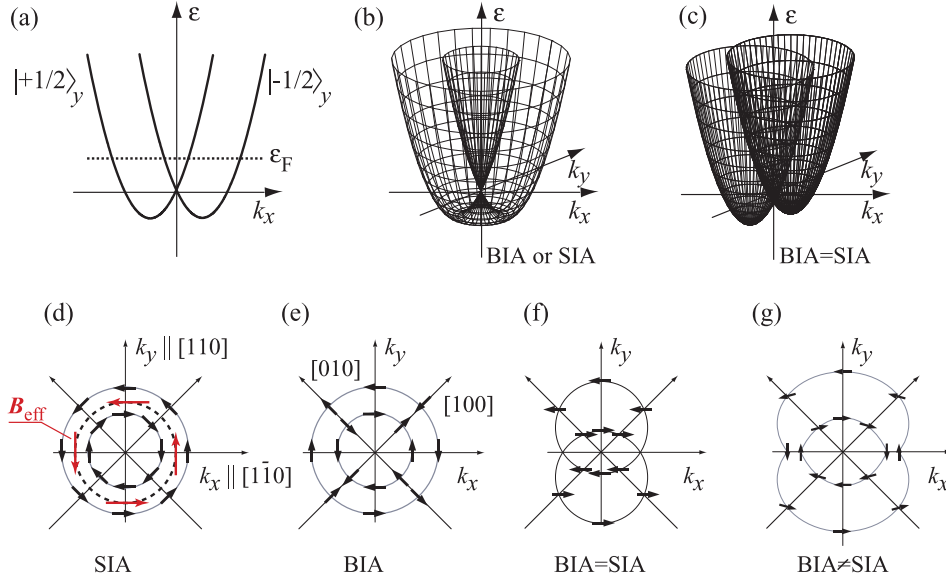 (a)
ε
|+1/2⟩y
|-1/2⟩y
εF
kx
(b)
ε
ky
kx
BIA or SIA
(c)
ε
ky
kx
BIA=SIA
(d)
ky || [110]
Beff
kx || [11̄0]
SIA
(e)
ky
[010]
[100]
kx
BIA
(f)
ky
kx
BIA=SIA
(g)
ky
kx
BIA≠SIA